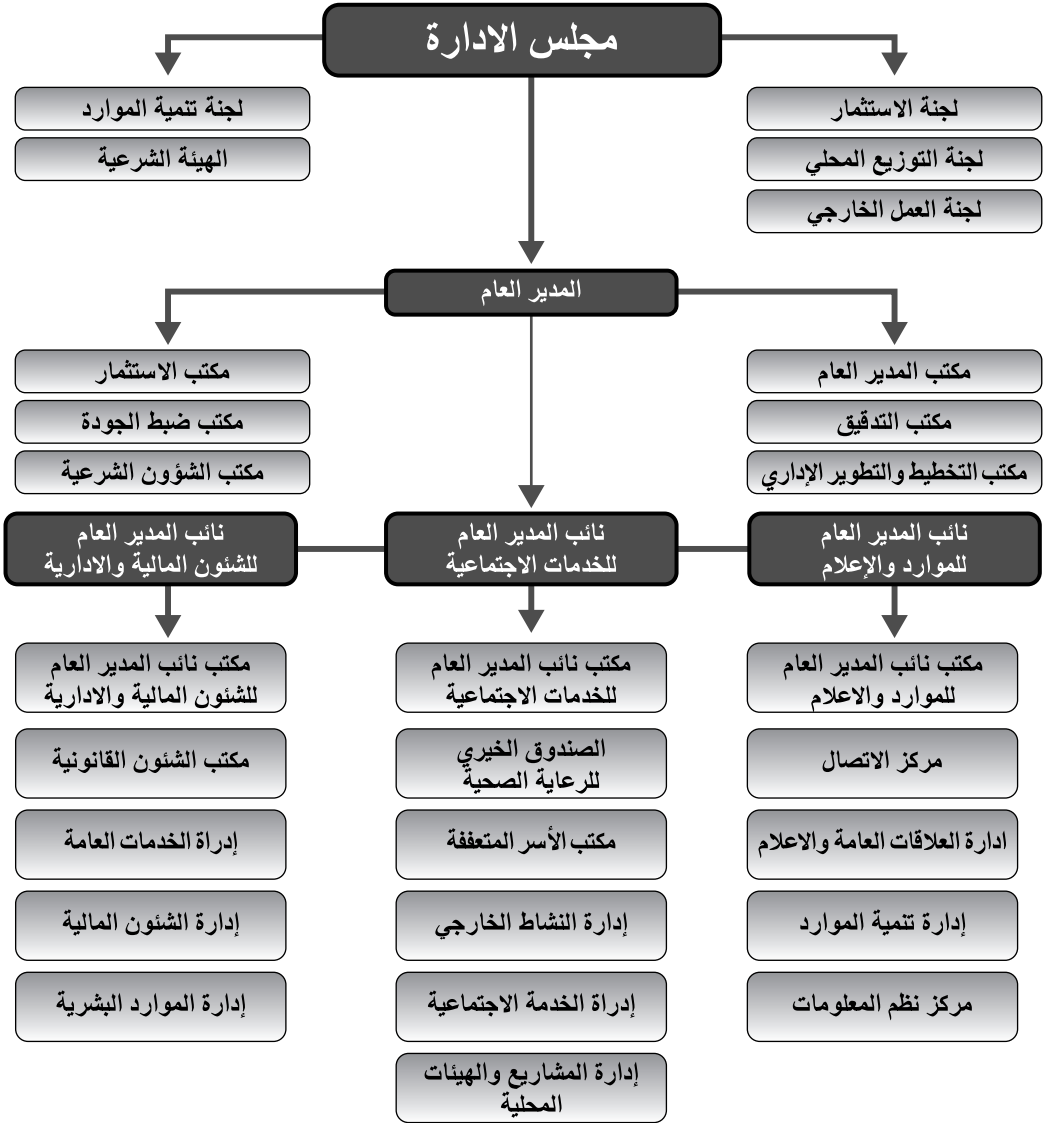 مجلس الادارة
لجنة الاستثمار
لجنة التوزيع المحلي
لجنة العمل الخارجي
لجنة تنمية الموارد
الهيئة الشرعية
المدير العام
مكتب المدير العام
مكتب التدقيق
مكتب التخطيط والتطوير الإداري
مكتب الاستثمار
مكتب ضبط الجودة
مكتب الشؤون الشرعية
نائب المدير العام
للموارد والإعلام
نائب المدير العام
للخدمات الاجتماعية
نائب المدير العام
للشئون المالية والادارية
مكتب نائب المدير العام
للموارد والاعلام
مركز الاتصال
ادارة العلاقات العامة والاعلام
إدارة تنمية الموارد
مركز نظم المعلومات
مكتب نائب المدير العام
للخدمات الاجتماعية
الصندوق الخيري
للرعاية الصحية
مكتب الأسر المتعففة
إدارة النشاط الخارجي
إدراة الخدمة الاجتماعية
إدارة المشاريع والهيئات
المحلية
مكتب نائب المدير العام
للشئون المالية والادارية
مكتب الشئون القانونية
إدراة الخدمات العامة
إدارة الشئون المالية
إدارة الموارد البشرية